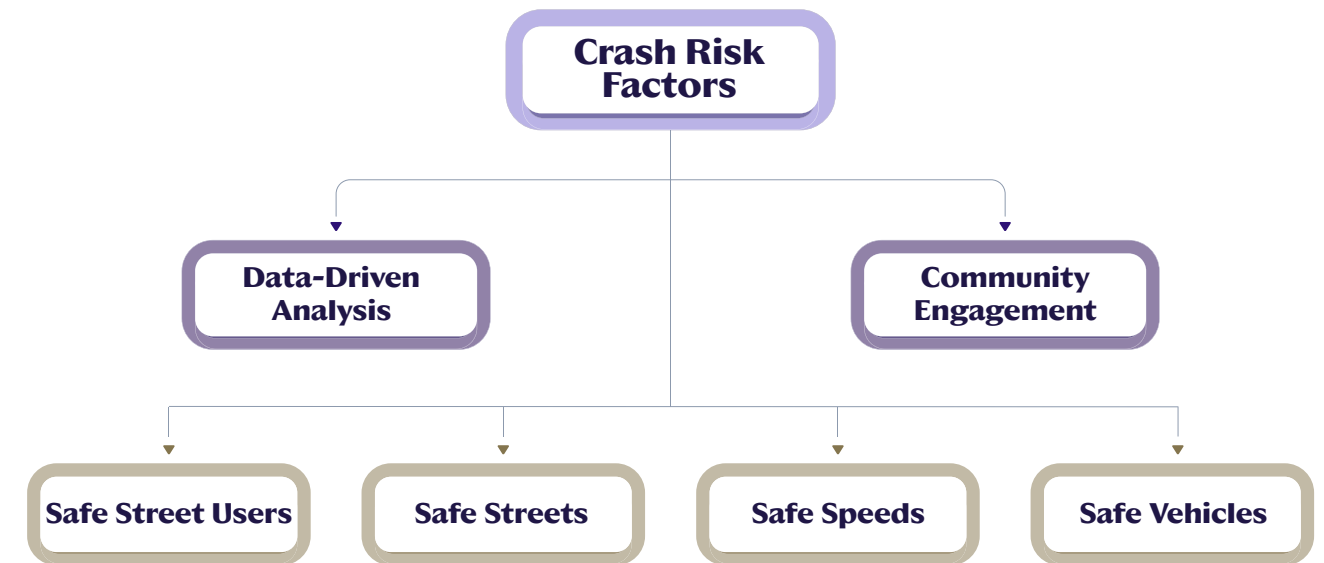 Crash Risk
Factors
Data-Driven
Analysis
Community
Engagement
Safe Street Users
Safe Streets
Safe Speeds
Safe Vehicles